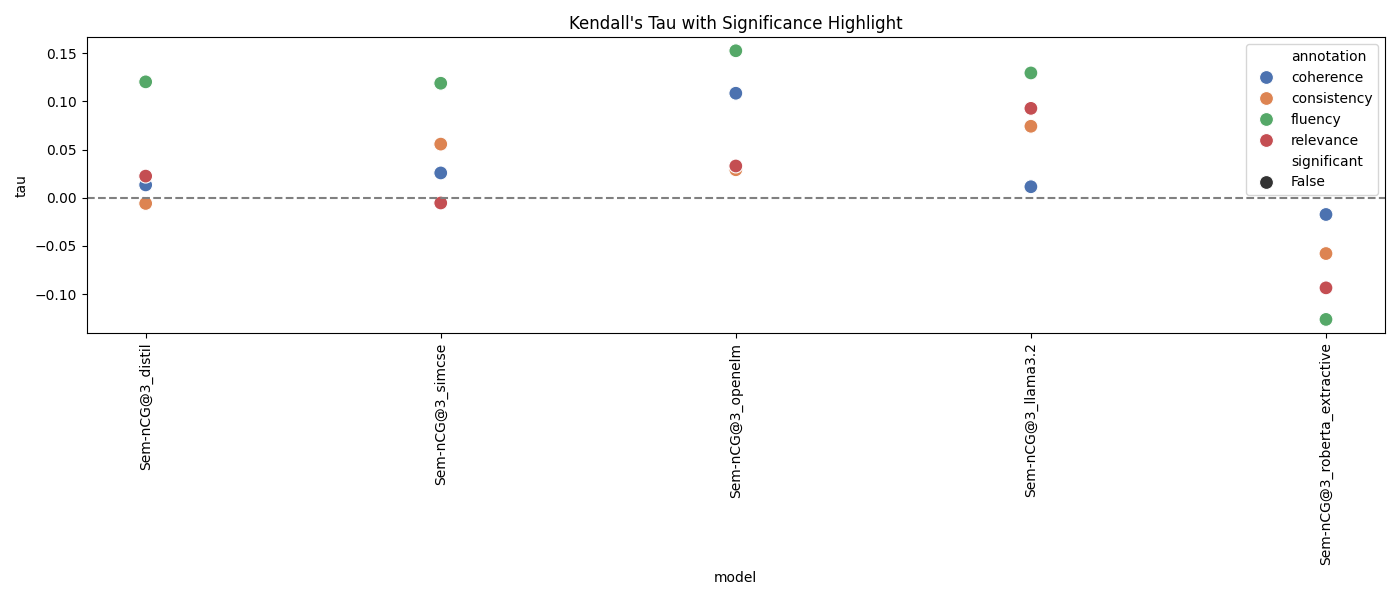 Kendall's Tau with Significance Highlight
tau
0.15
0.10
0.05
0.00
−0.05
−0.10
annotation
coherence
consistency
fluency
relevance
significant
False
Sem-nCG@3_distil
Sem-nCG@3_simcse
Sem-nCG@3_openelm
Sem-nCG@3_llama3.2
Sem-nCG@3_roberta_extractive
model